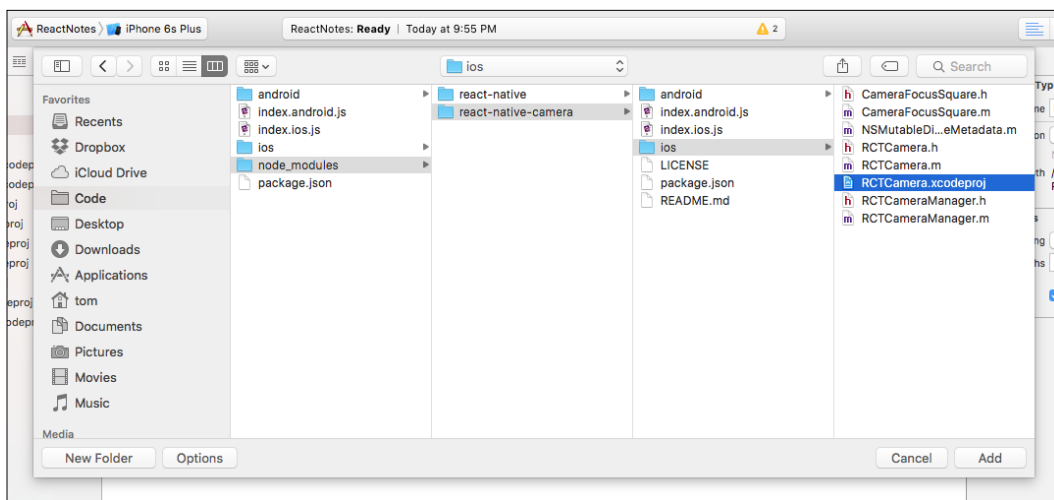 ReactNotes iPhone 6s Plus
ReactNotes: Ready | Today at 9:55 PM
2
ios
Search
Favorites
Recents
Dropbox
iCloud Drive
Code
Desktop
Downloads
Applications
tom
Documents
Pictures
Movies
Music
Media
android
index.android.js
index.ios.js
ios
node_modules
package.json
react-native
react-native-camera
android
index.android.js
index.ios.js
ios
LICENSE
package.json
README.md
CameraFocusSquare.h
CameraFocusSquare.m
NSMutableDi...eMetadata.m
RCTCamera.h
RCTCamera.m
RCTCamera.xcodeproj
RCTCameraManager.h
RCTCameraManager.m
New Folder
Options
Cancel
Add